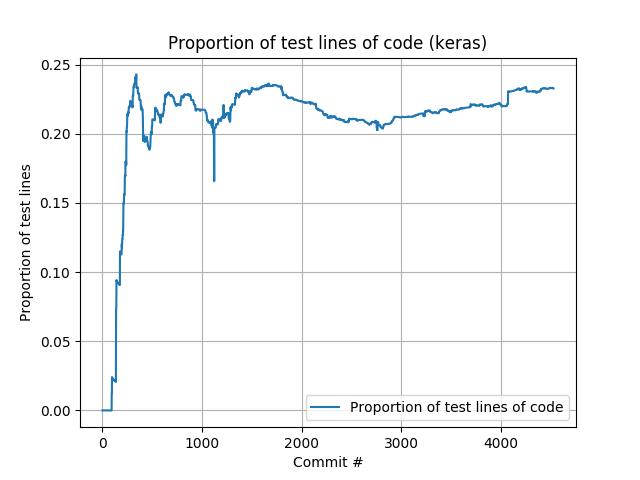 Proportion of test lines of code (keras)
0.25
0.20
0.15
0.10
0.05
0.00
Proportion of test lines
Proportion of test lines of code
0 1000 2000 3000 4000
Commit #